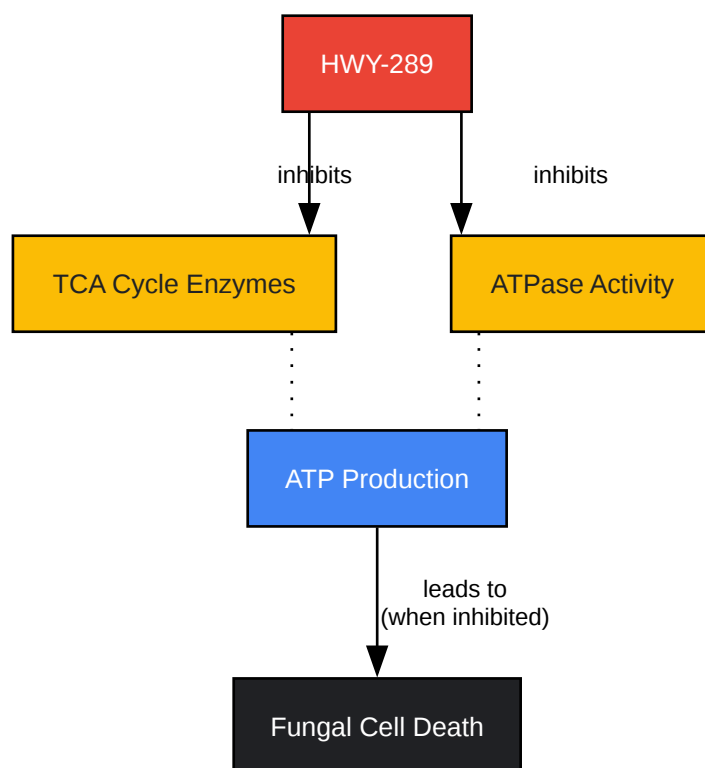 HWY-289
inhibits
inhibits
TCA Cycle Enzymes
ATPase Activity
ATP Production
leads to
(when inhibited)
Fungal Cell Death